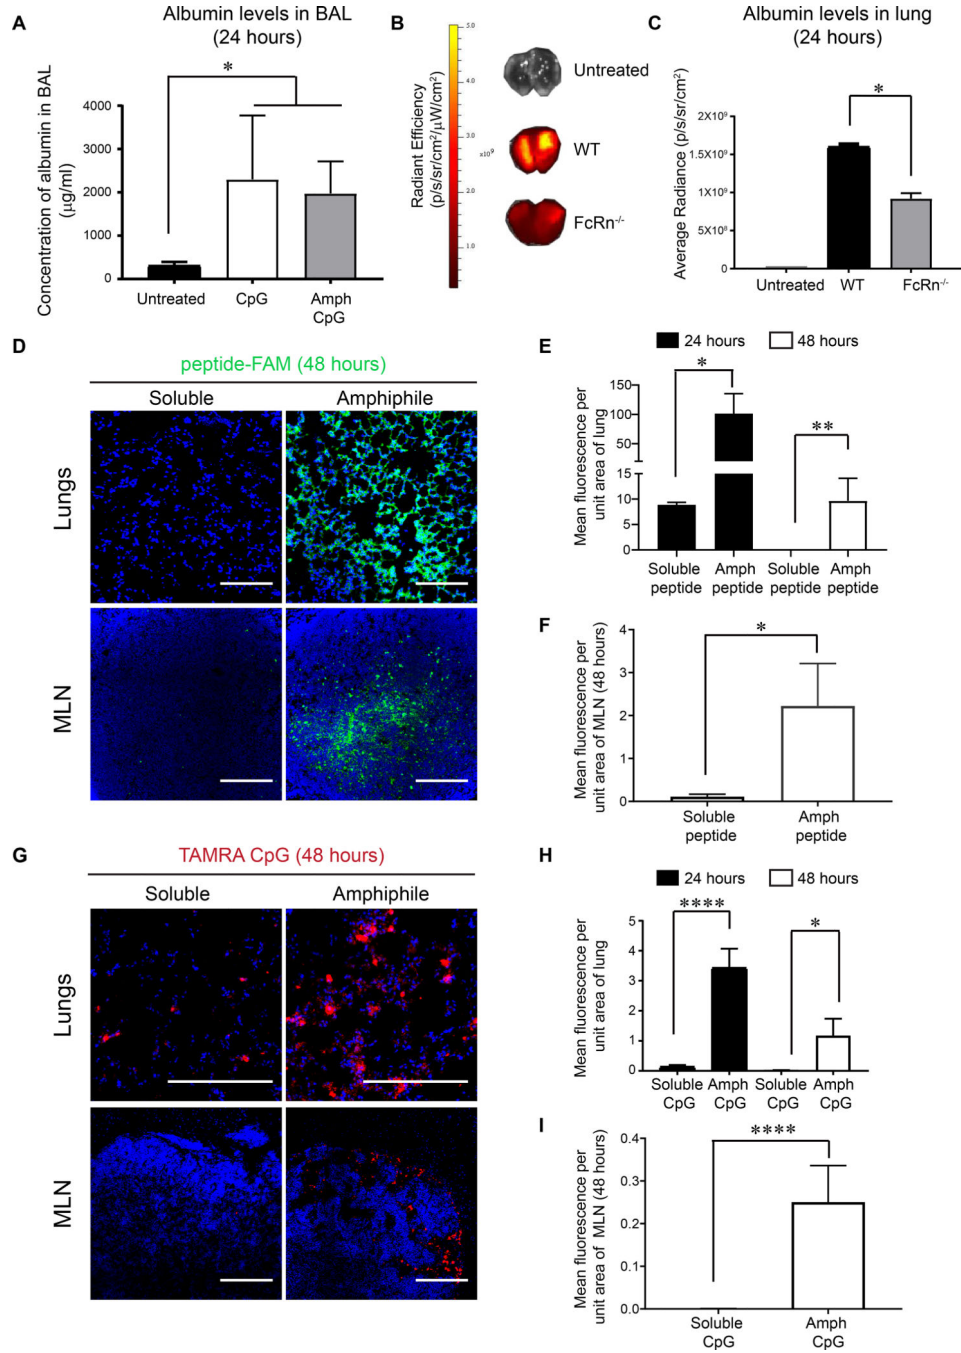 A
Albumin levels in BAL
(24 hours)
*
Concentration of albumin in BAL
(µg/ml)
4000
3000
2000
1000
0
Untreated
CpG
Amph
CpG
B
Radiant Efficiency
(p/s/sr/cm²/µW/cm²)
5.0
4.0
x10⁹
3.0
2.0
1.0
Untreated
WT
FcRn⁻/⁻
C
Albumin levels in lung
(24 hours)
*
Average Radiance (p/s/sr/cm²)
2×10⁹
1.5X10⁹
1×10⁹
5X10⁸
0
Untreated
WT
FcRn⁻/⁻
D
peptide-FAM (48 hours)
Soluble
Amphiphile
Lungs
MLN
E
24 hours
48 hours
*
**
Mean fluorescence per
unit area of lung
150
100
50
15
10
5
0
Soluble
peptide
Amph
peptide
Soluble
peptide
Amph
peptide
F
*
Mean fluorescence per
unit area of MLN (48 hours)
4
3
2
1
0
Soluble
peptide
Amph
peptide
G
TAMRA CpG (48 hours)
Soluble
Amphiphile
Lungs
MLN
H
24 hours
48 hours
****
*
Mean fluorescence per
unit area of lung
5
4
3
2
1
0
Soluble
CpG
Amph
CpG
Soluble
CpG
Amph
CpG
I
****
Mean fluorescence per
unit area of MLN (48 hours)
0.4
0.3
0.2
0.1
0.0
Soluble
CpG
Amph
CpG